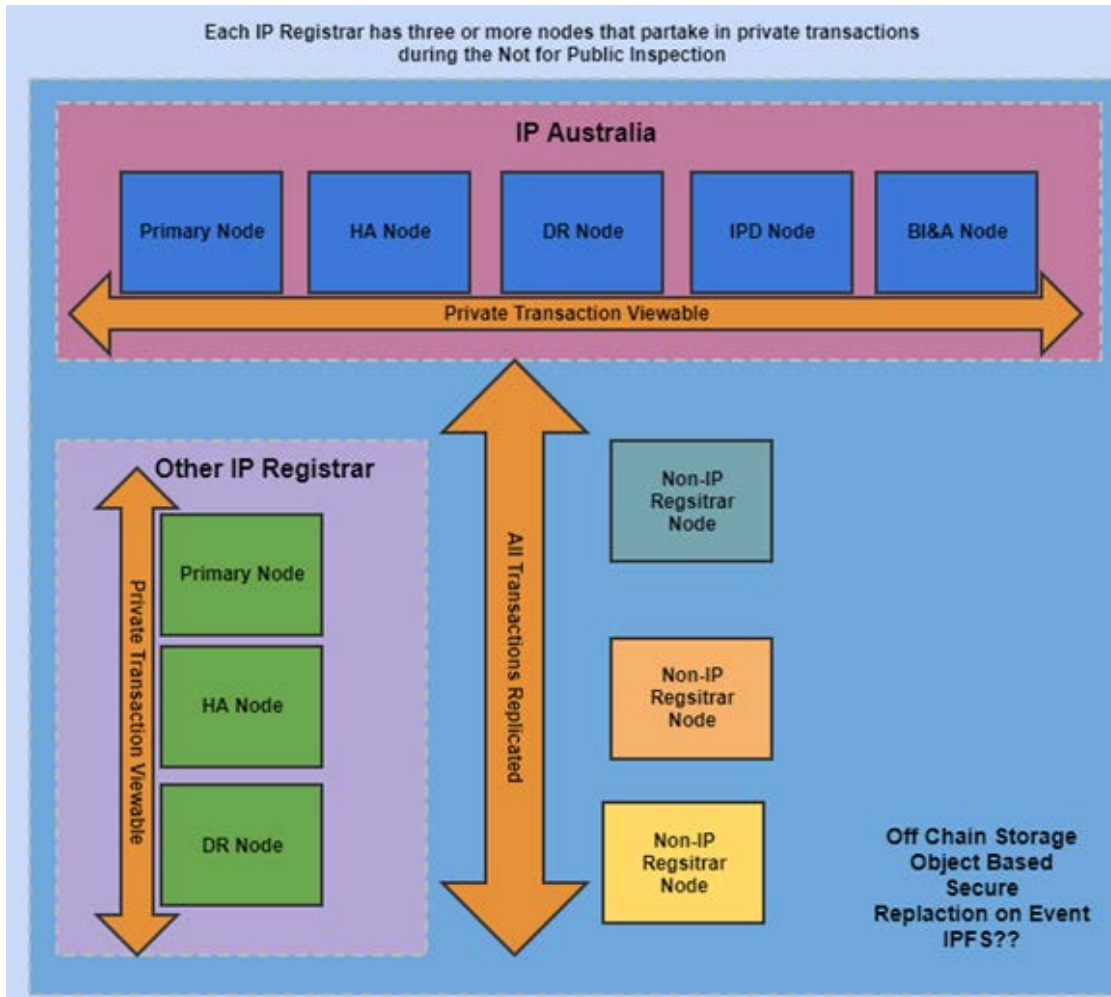 Each IP Registrar has three or more nodes that partake in private transactions
during the Not for Public Inspection
IP Australia
Primary Node
HA Node
DR Node
IPD Node
BI&A Node
Private Transaction Viewable
Other IP Registrar
Private Transaction Viewable
Primary Node
HA Node
DR Node
All Transactions Replicated
Non-IP
Regsitrar
Node
Non-IP
Regsitrar
Node
Non-IP
Regsitrar
Node
Off Chain Storage
Object Based
Secure
Replaction on Event
IPFS??